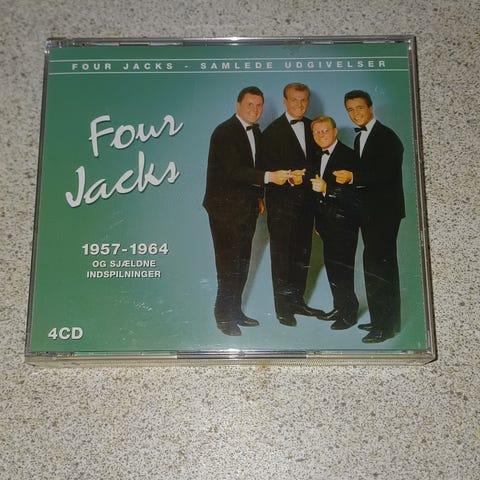 FOUR JACKS - SAMLEDE UDGIVELSER
Four
Jacks
1957-1964
OG SJÆLDNE
INDSPILNINGER
4CD